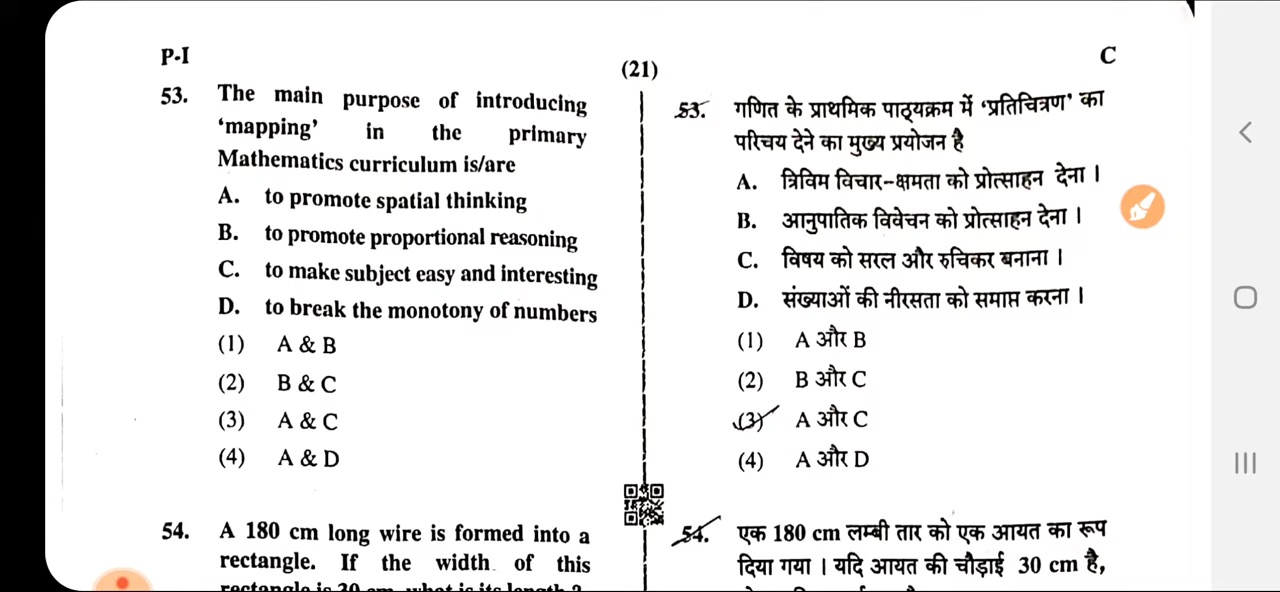 P-I
(21)
C
53. The main purpose of introducing
‘mapping’ in the primary
Mathematics curriculum is/are
A. to promote spatial thinking
B. to promote proportional reasoning
C. to make subject easy and interesting
D. to break the monotony of numbers
(1) A & B
(2) B & C
(3) A & C
(4) A & D
54. A 180 cm long wire is formed into a
rectangle. If the width of this
53. गणित के प्राथमिक पाठ्यक्रम में ‘प्रतिचित्रण’ का
परिचय देने का मुख्य प्रयोजन है
A. त्रिविम विचार-क्षमता को प्रोत्साहन देना ।
B. आनुपातिक विवेचन को प्रोत्साहन देना ।
C. विषय को सरल और रुचिकर बनाना ।
D. संख्याओं की नीरसता को समाप्त करना ।
(1) A और B
(2) B और C
(3) A और C
(4) A और D
54. एक 180 cm लम्बी तार को एक आयत का रूप
दिया गया । यदि आयत की चौड़ाई 30 cm है,